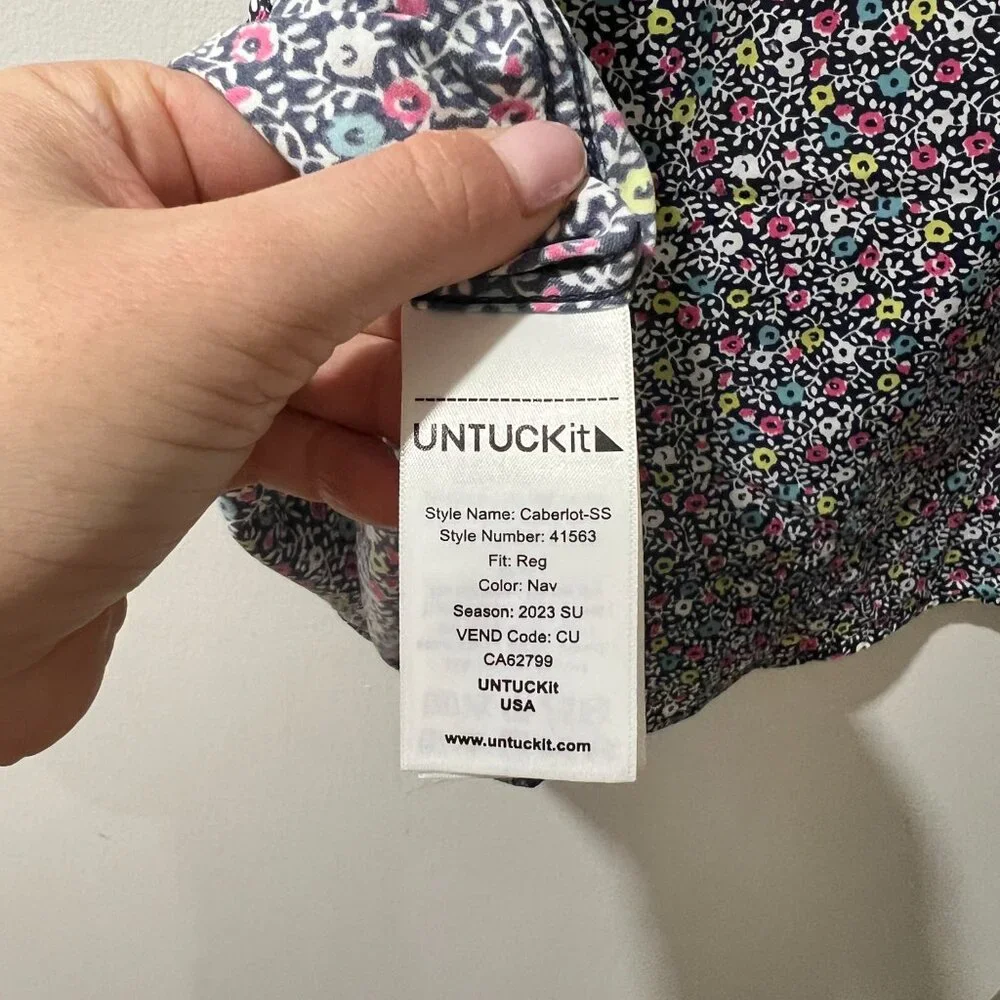 UNTUCKit
Style Name: Caberlot-SS
Style Number: 41563
Fit: Reg
Color: Nav
Season: 2023 SU
VEND Code: CU
CA62799
UNTUCKit
USA
www.untuckit.com